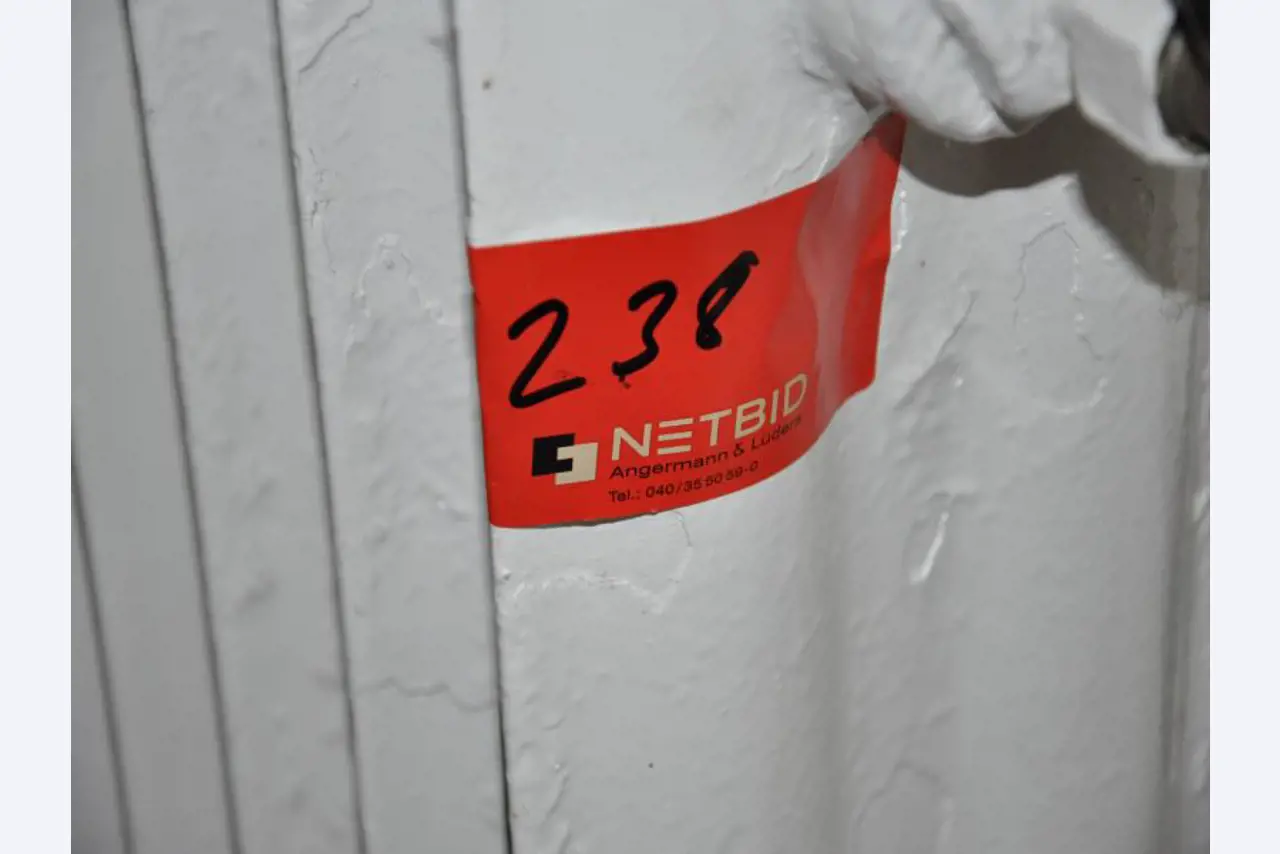 238
NETBID
Angermann & Lüders
Tel.: 040/35 50 59-0